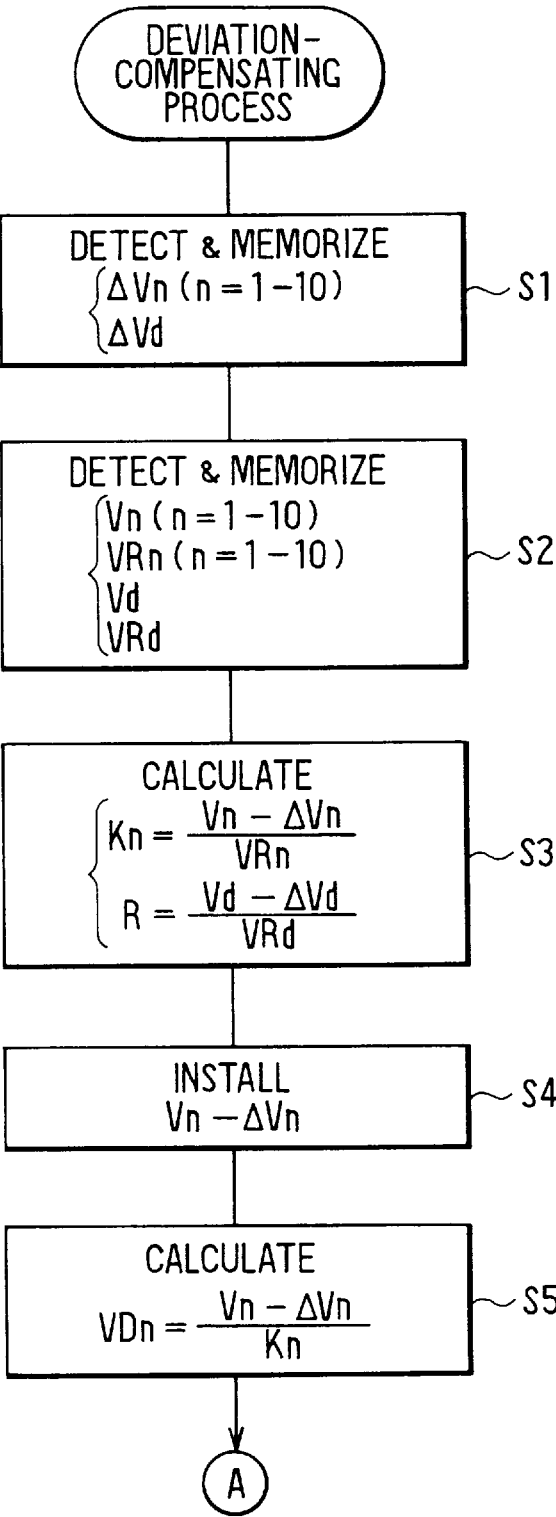 DEVIATION-
COMPENSATING
PROCESS
DETECT & MEMORIZE
ΔVn (n = 1 - 10)
ΔVd
S1
DETECT & MEMORIZE
Vn (n = 1 - 10)
VRn (n = 1 - 10)
Vd
VRd
S2
CALCULATE
Kn = (Vn - ΔVn) / VRn
R = (Vd - ΔVd) / VRd
S3
INSTALL
Vn - ΔVn
S4
CALCULATE
VDn = (Vn - ΔVn) / Kn
S5
A